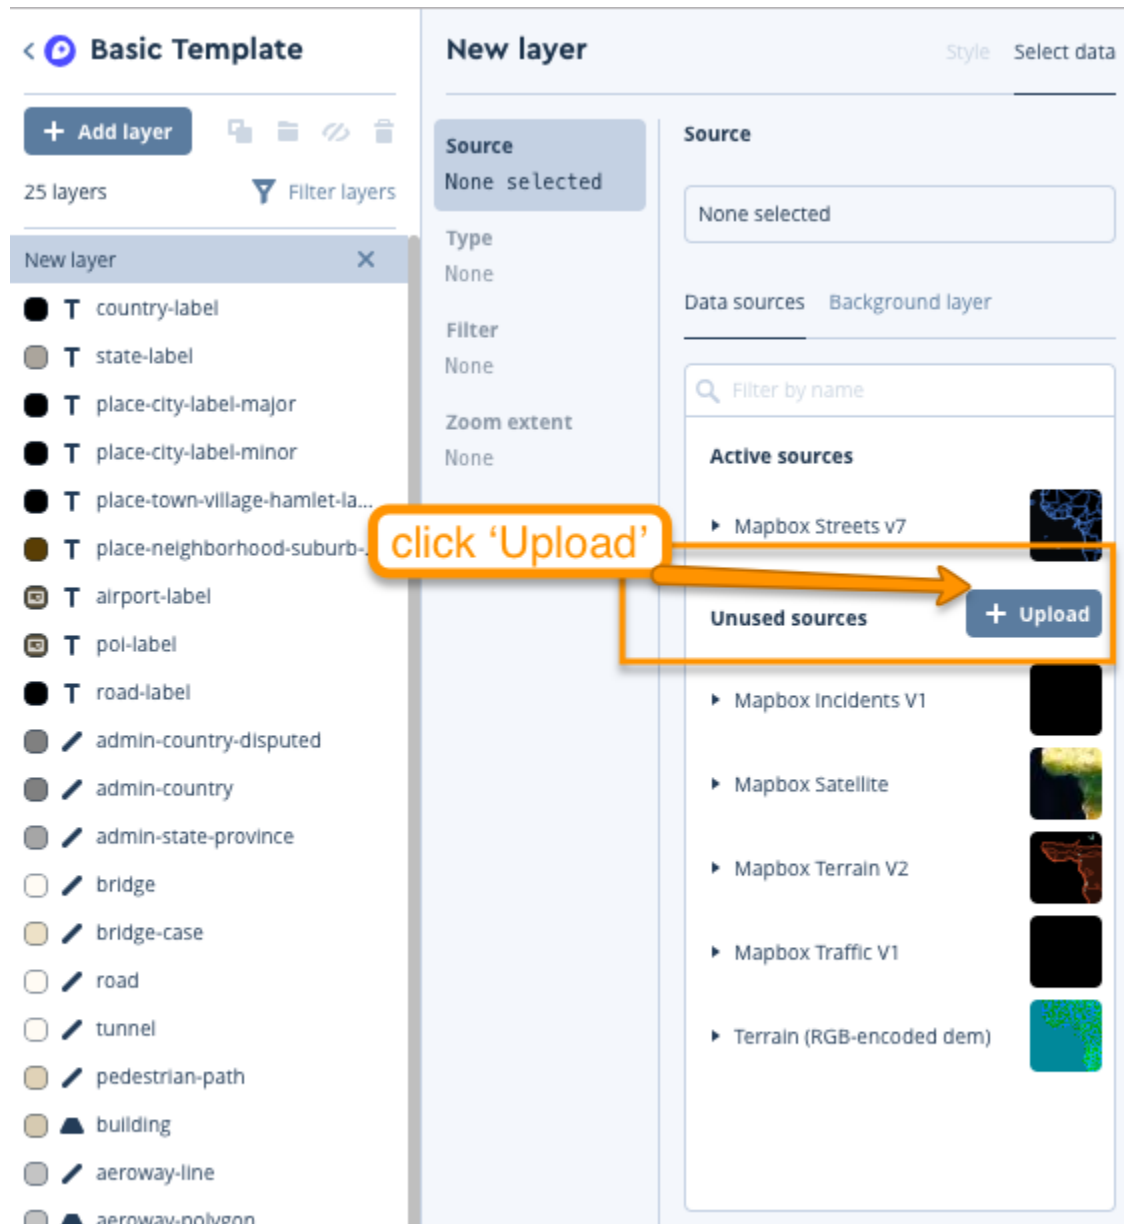 Basic Template
Add layer
25 layers
Filter layers
New layer
country-label
state-label
place-city-label-major
place-city-label-minor
place-town-village-hamlet-la...
place-neighborhood-suburb-.
airport-label
poi-label
road-label
admin-country-disputed
admin-country
admin-state-province
bridge
bridge-case
road
tunnel
pedestrian-path
building
aeroway-line
aeroway-polygon
New layer
Style Select data
Source
None selected
Type
None
Filter
None
Zoom extent
None
Source
None selected
Data sources Background layer
Filter by name
Active sources
Mapbox Streets v7
click ‘Upload’
Unused sources
+ Upload
Mapbox Incidents V1
Mapbox Satellite
Mapbox Terrain V2
Mapbox Traffic V1
Terrain (RGB-encoded dem)